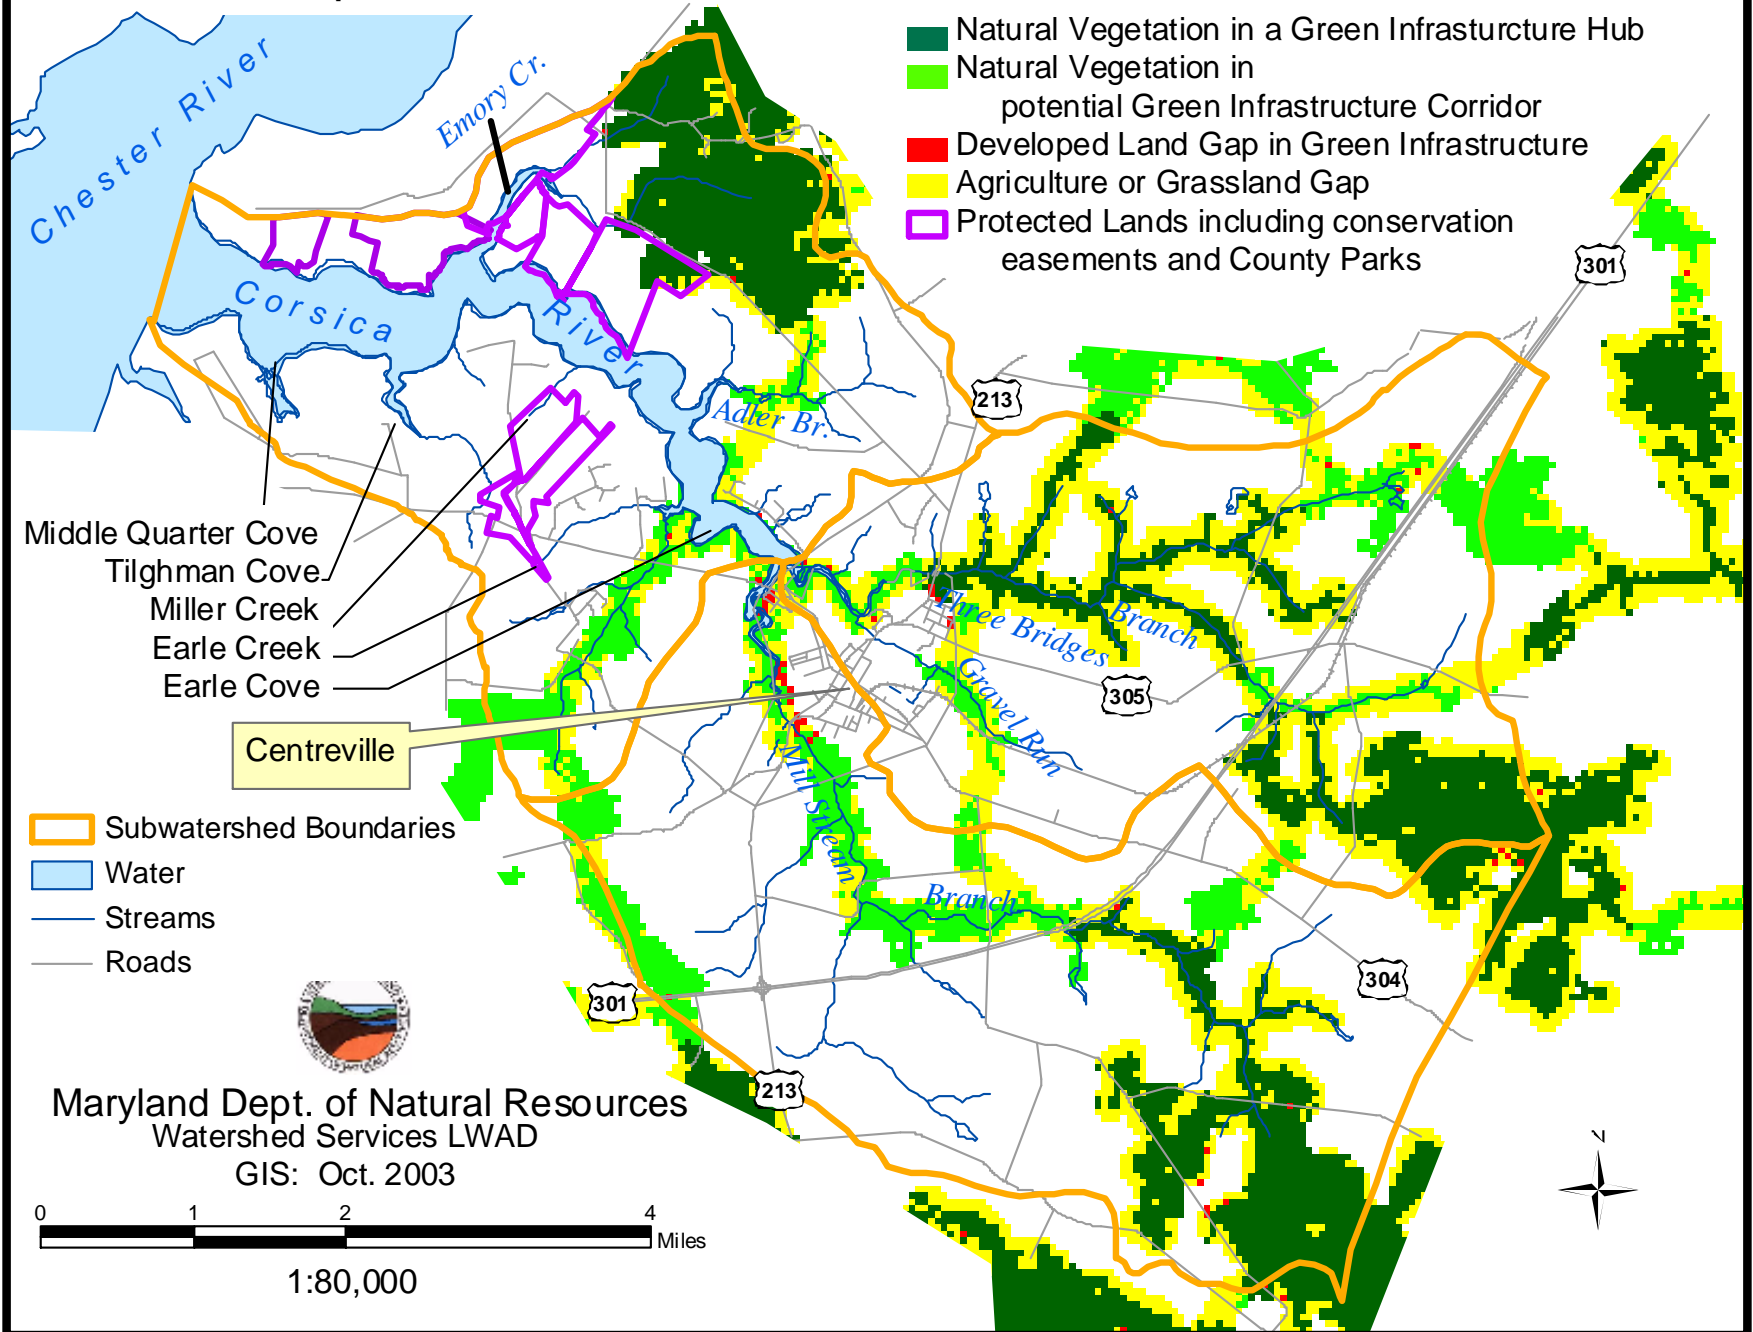 Natural Vegetation in a Green Infrasturcture Hub
Natural Vegetation in
potential Green Infrastructure Corridor
Developed Land Gap in Green Infrastructure
Agriculture or Grassland Gap
Protected Lands including conservation
easements and County Parks
Chester River
Emory Cr.
Corsica
River
301
213
Adler Br.
Middle Quarter Cove
Tilghman Cove
Miller Creek
Earle Creek
Earle Cove
Three Bridges
Branch
305
Gravel Run
Centreville
Mill Stream
Branch
Subwatershed Boundaries
Water
Streams
Roads
301
304
213
Maryland Dept. of Natural Resources
Watershed Services LWAD
GIS: Oct. 2003
0 1 2 4
Miles
1:80,000
N